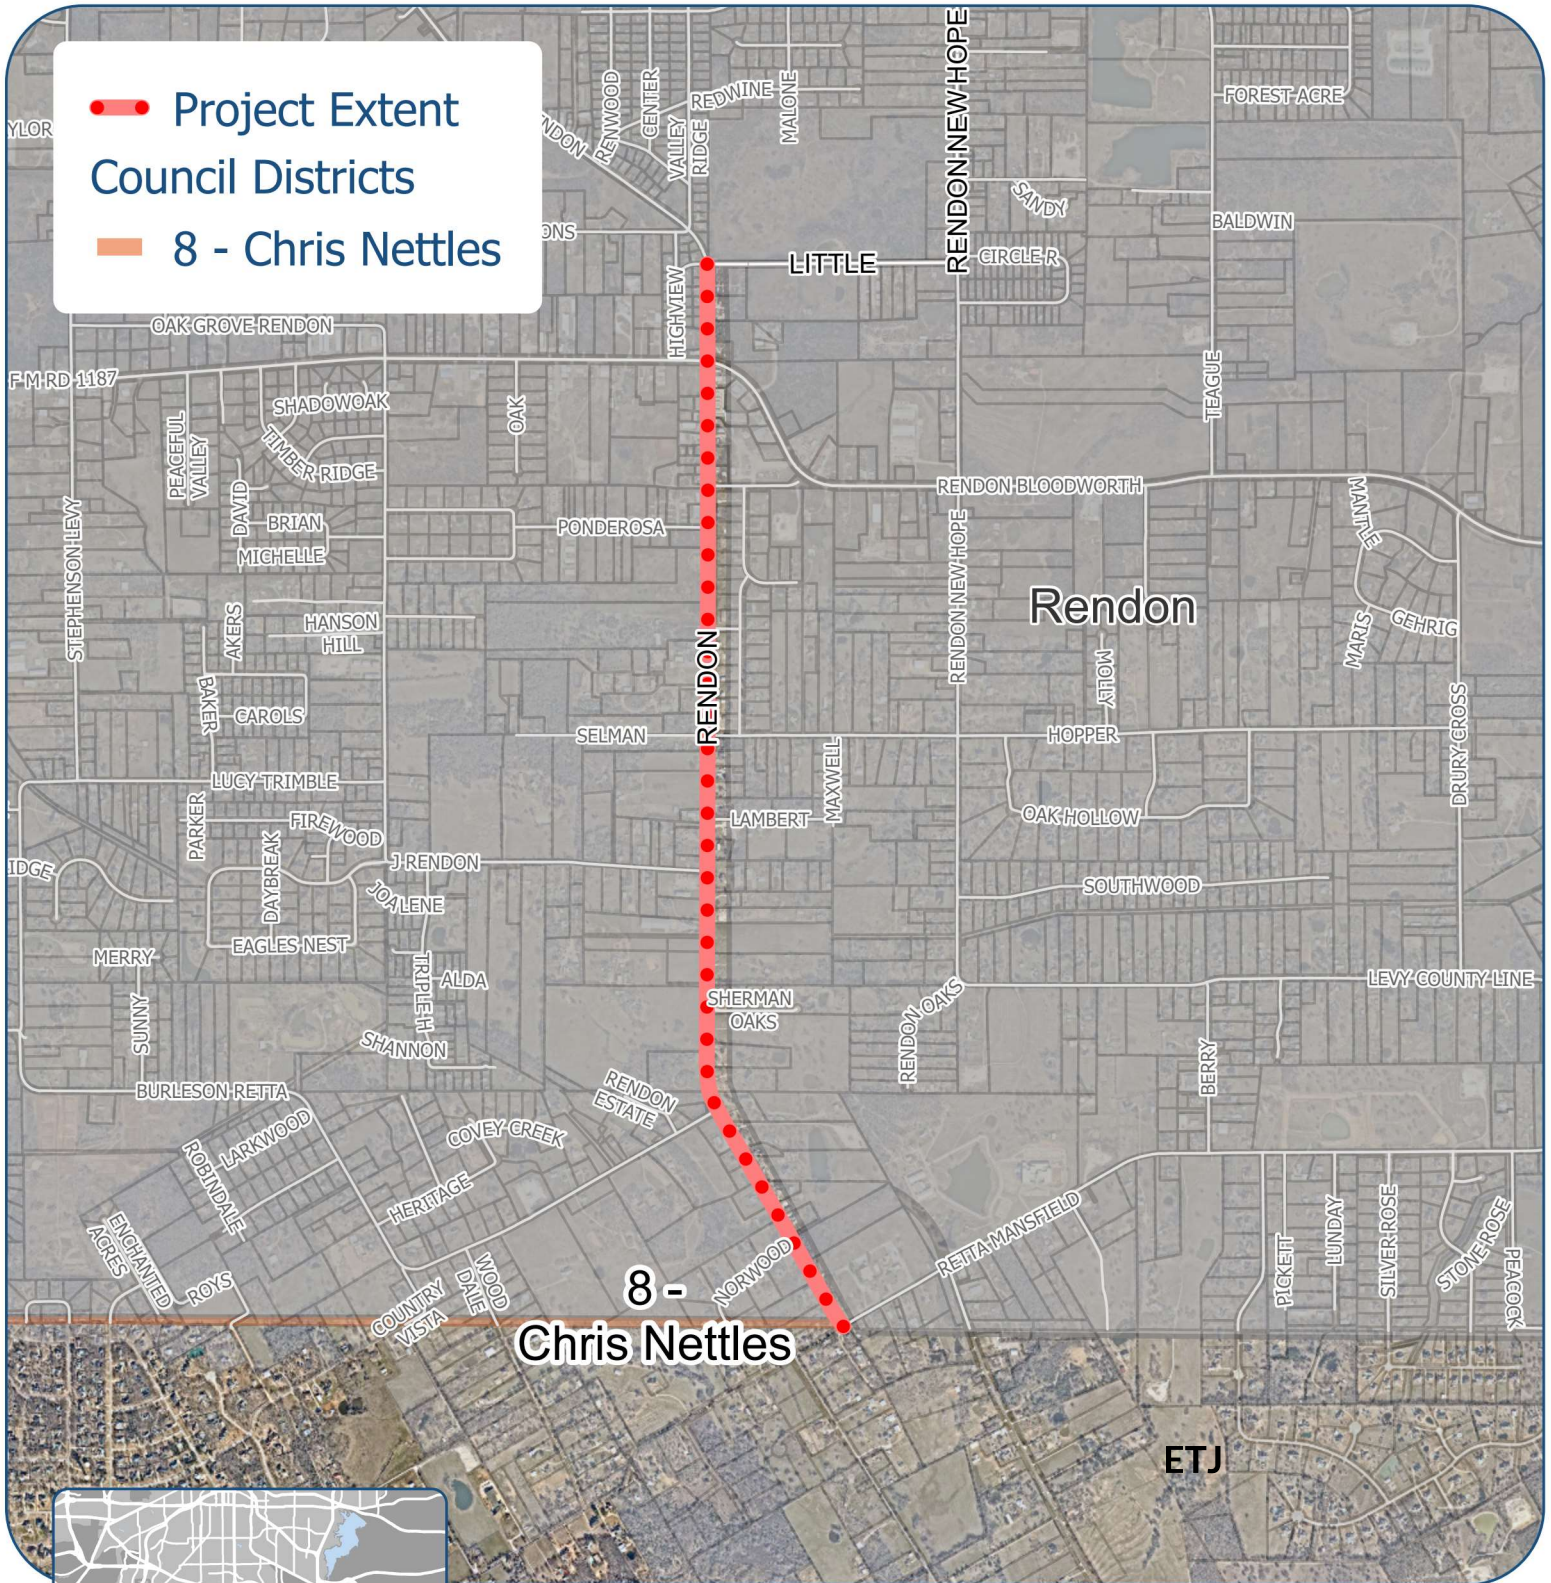 Project Extent
Council Districts
8 - Chris Nettles
YLOR
NDON
RENWOOD
CENTER
REDWINE
VALLEY
RIDGE
MALONE
RENDON NEW HOPE
FOREST ACRE
SANDY
BALDWIN
ONS
LITTLE
CIRCLE R
HIGHVIEW
OAK GROVE RENDON
F M RD 1187
SHADOWOAK
OAK
TEAGUE
PEACEFUL
VALLEY
TIMBER RIDGE
DAVID
BRIAN
MICHELLE
PONDEROSA
RENDON BLOODWORTH
MANTLE
STEPHENSON LEVY
RENDON NEW HOPE
Rendon
AKERS
HANSON
HILL
RENDON
MARIS
GEHRIG
MOLLY
BAKER
CAROLS
SELMAN
HOPPER
DRURY CROSS
LUCY TRIMBLE
MAXWELL
PARKER
FIREWOOD
LAMBERT
OAK HOLLOW
IDGE
DAYBREAK
J RENDON
JOALENE
SOUTHWOOD
EAGLES NEST
MERRY
TRIPLE H
ALDA
LEVY COUNTY LINE
SUNNY
SHERMAN
OAKS
RENDON OAKS
SHANNON
BERRY
BURLESON RETTA
RENDON
ESTATE
LARKWOOD
COVEY CREEK
ROBINDALE
HERITAGE
ENCHANTED
ACRES
ROYS
WOOD
DALE
COUNTRY
VISTA
NORWOOD
RETTA MANSFIELD
PICKETT
LUNDAY
SILVER ROSE
STONE ROSE
PEACOCK
8 -
Chris Nettles
ETJ